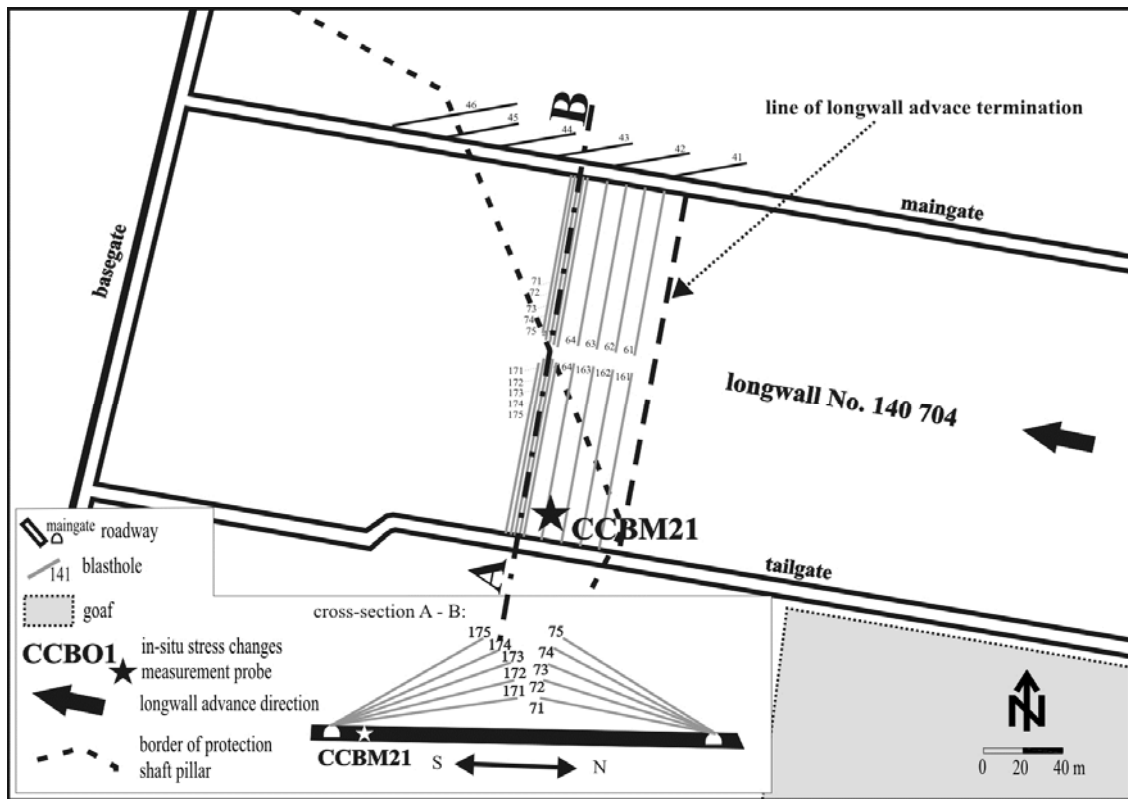 46
45
44
43
42
41
B
line of longwall advace termination
maingate
basegate
71
72
73
74
75
64
63
62
61
171
172
173
174
175
64
163
162
161
longwall No. 140 704
CCBM21
A
tailgate
maingate roadway
141 blasthole
goaf
CCBO1 in-situ stress changes
measurement probe
longwall advance direction
border of protection
shaft pillar
cross-section A - B:
175
174
173
172
171
75
74
73
72
71
CCBM21
S
N
N
0 20 40 m